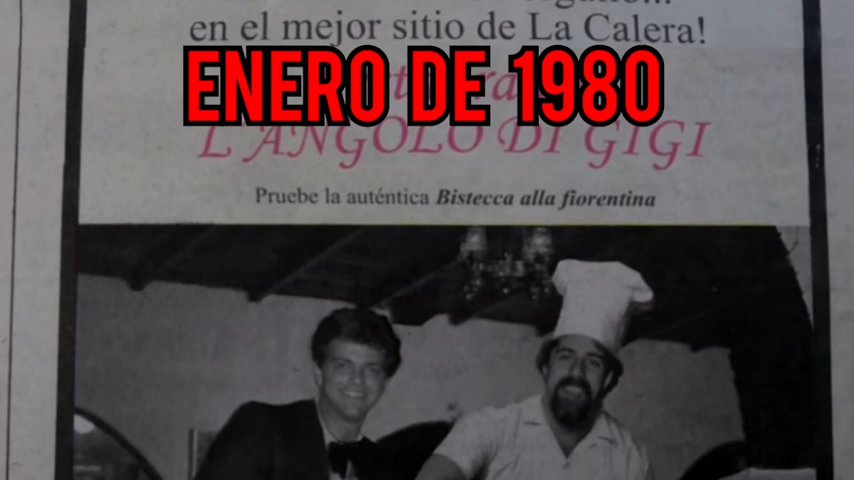 en el mejor sitio de La Calera!
ENERO DE 1980
L'ANGOLO DI GIGI
Pruebe la auténtica Bistecca alla fiorentina